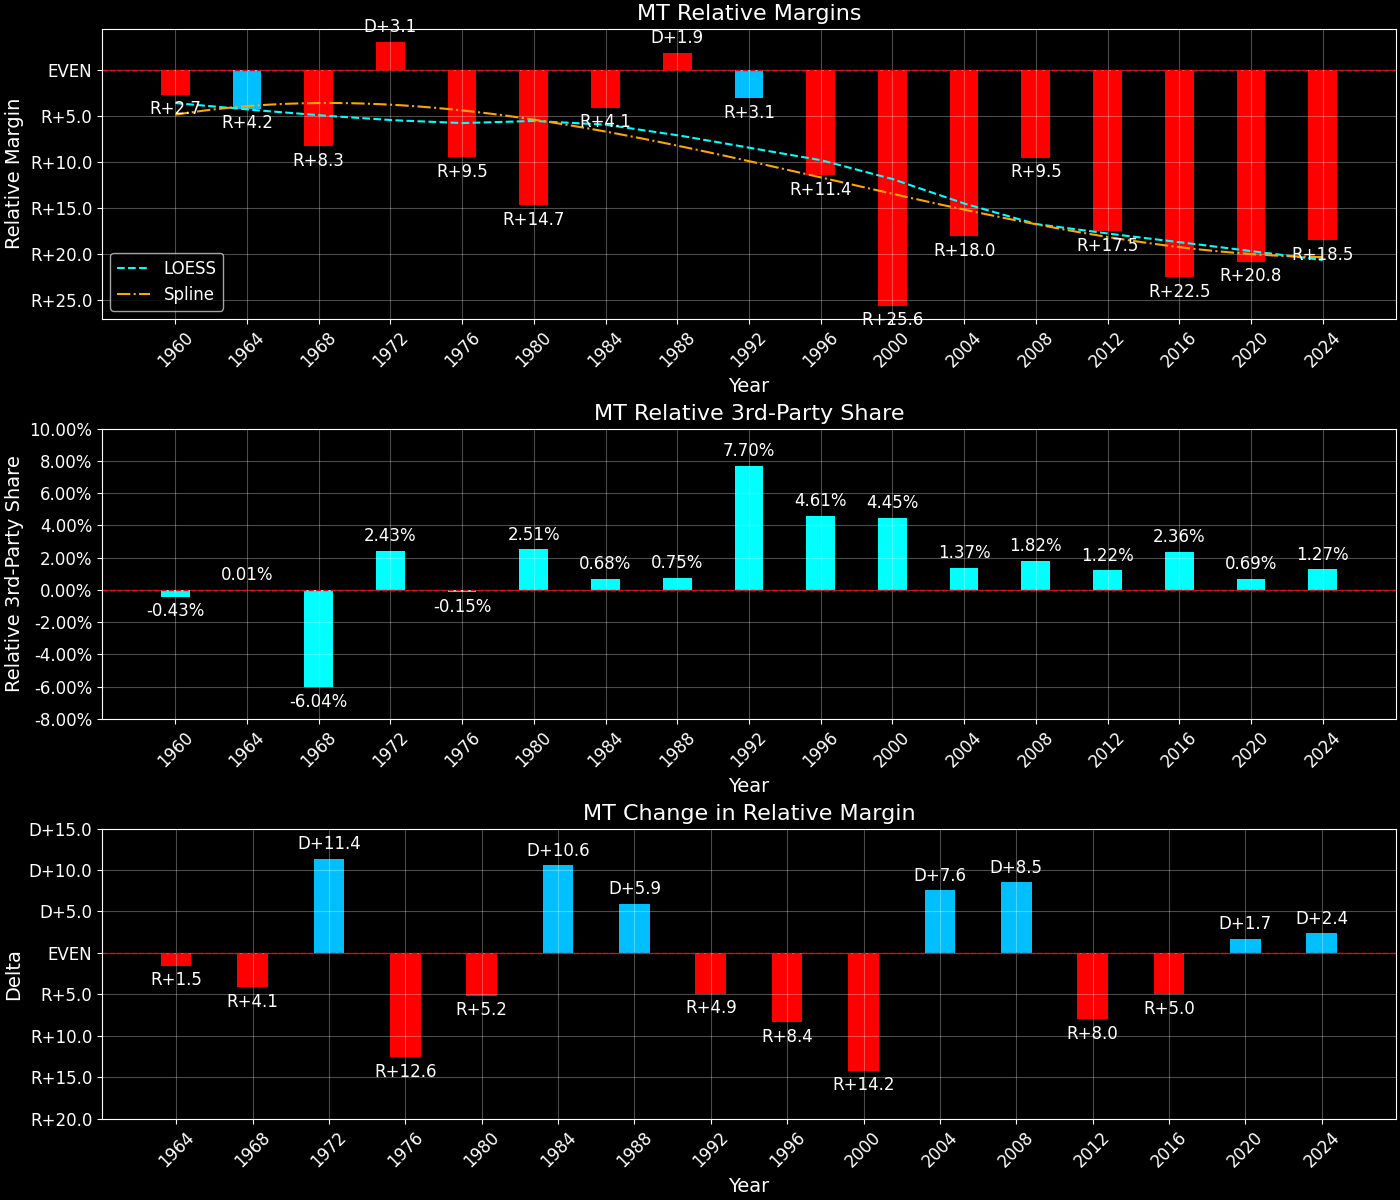 MT Relative Margins
D+3.1
D+1.9
EVEN
R+2.7
R+4.2
R+4.1
R+3.1
R+5.0
R+8.3
R+9.5
R+9.5
R+10.0
R+14.7
R+11.4
R+15.0
R+18.0
R+17.5
R+18.5
R+20.0
R+22.5
R+20.8
R+25.0
R+25.6
Relative Margin
LOESS
Spline
1960
1964
1968
1972
1976
1980
1984
1988
1992
1996
2000
2004
2008
2012
2016
2020
2024
Year
MT Relative 3rd-Party Share
10.00%
8.00%
6.00%
4.00%
2.00%
0.00%
-2.00%
-4.00%
-6.00%
-8.00%
Relative 3rd-Party Share
-0.43%
0.01%
-6.04%
2.43%
-0.15%
2.51%
0.68%
0.75%
7.70%
4.61%
4.45%
1.37%
1.82%
1.22%
2.36%
0.69%
1.27%
1960
1964
1968
1972
1976
1980
1984
1988
1992
1996
2000
2004
2008
2012
2016
2020
2024
Year
MT Change in Relative Margin
D+15.0
D+10.0
D+5.0
EVEN
R+5.0
R+10.0
R+15.0
R+20.0
Delta
R+1.5
R+4.1
D+11.4
R+12.6
R+5.2
D+10.6
D+5.9
R+4.9
R+8.4
R+14.2
D+7.6
D+8.5
R+8.0
R+5.0
D+1.7
D+2.4
1964
1968
1972
1976
1980
1984
1988
1992
1996
2000
2004
2008
2012
2016
2020
2024
Year